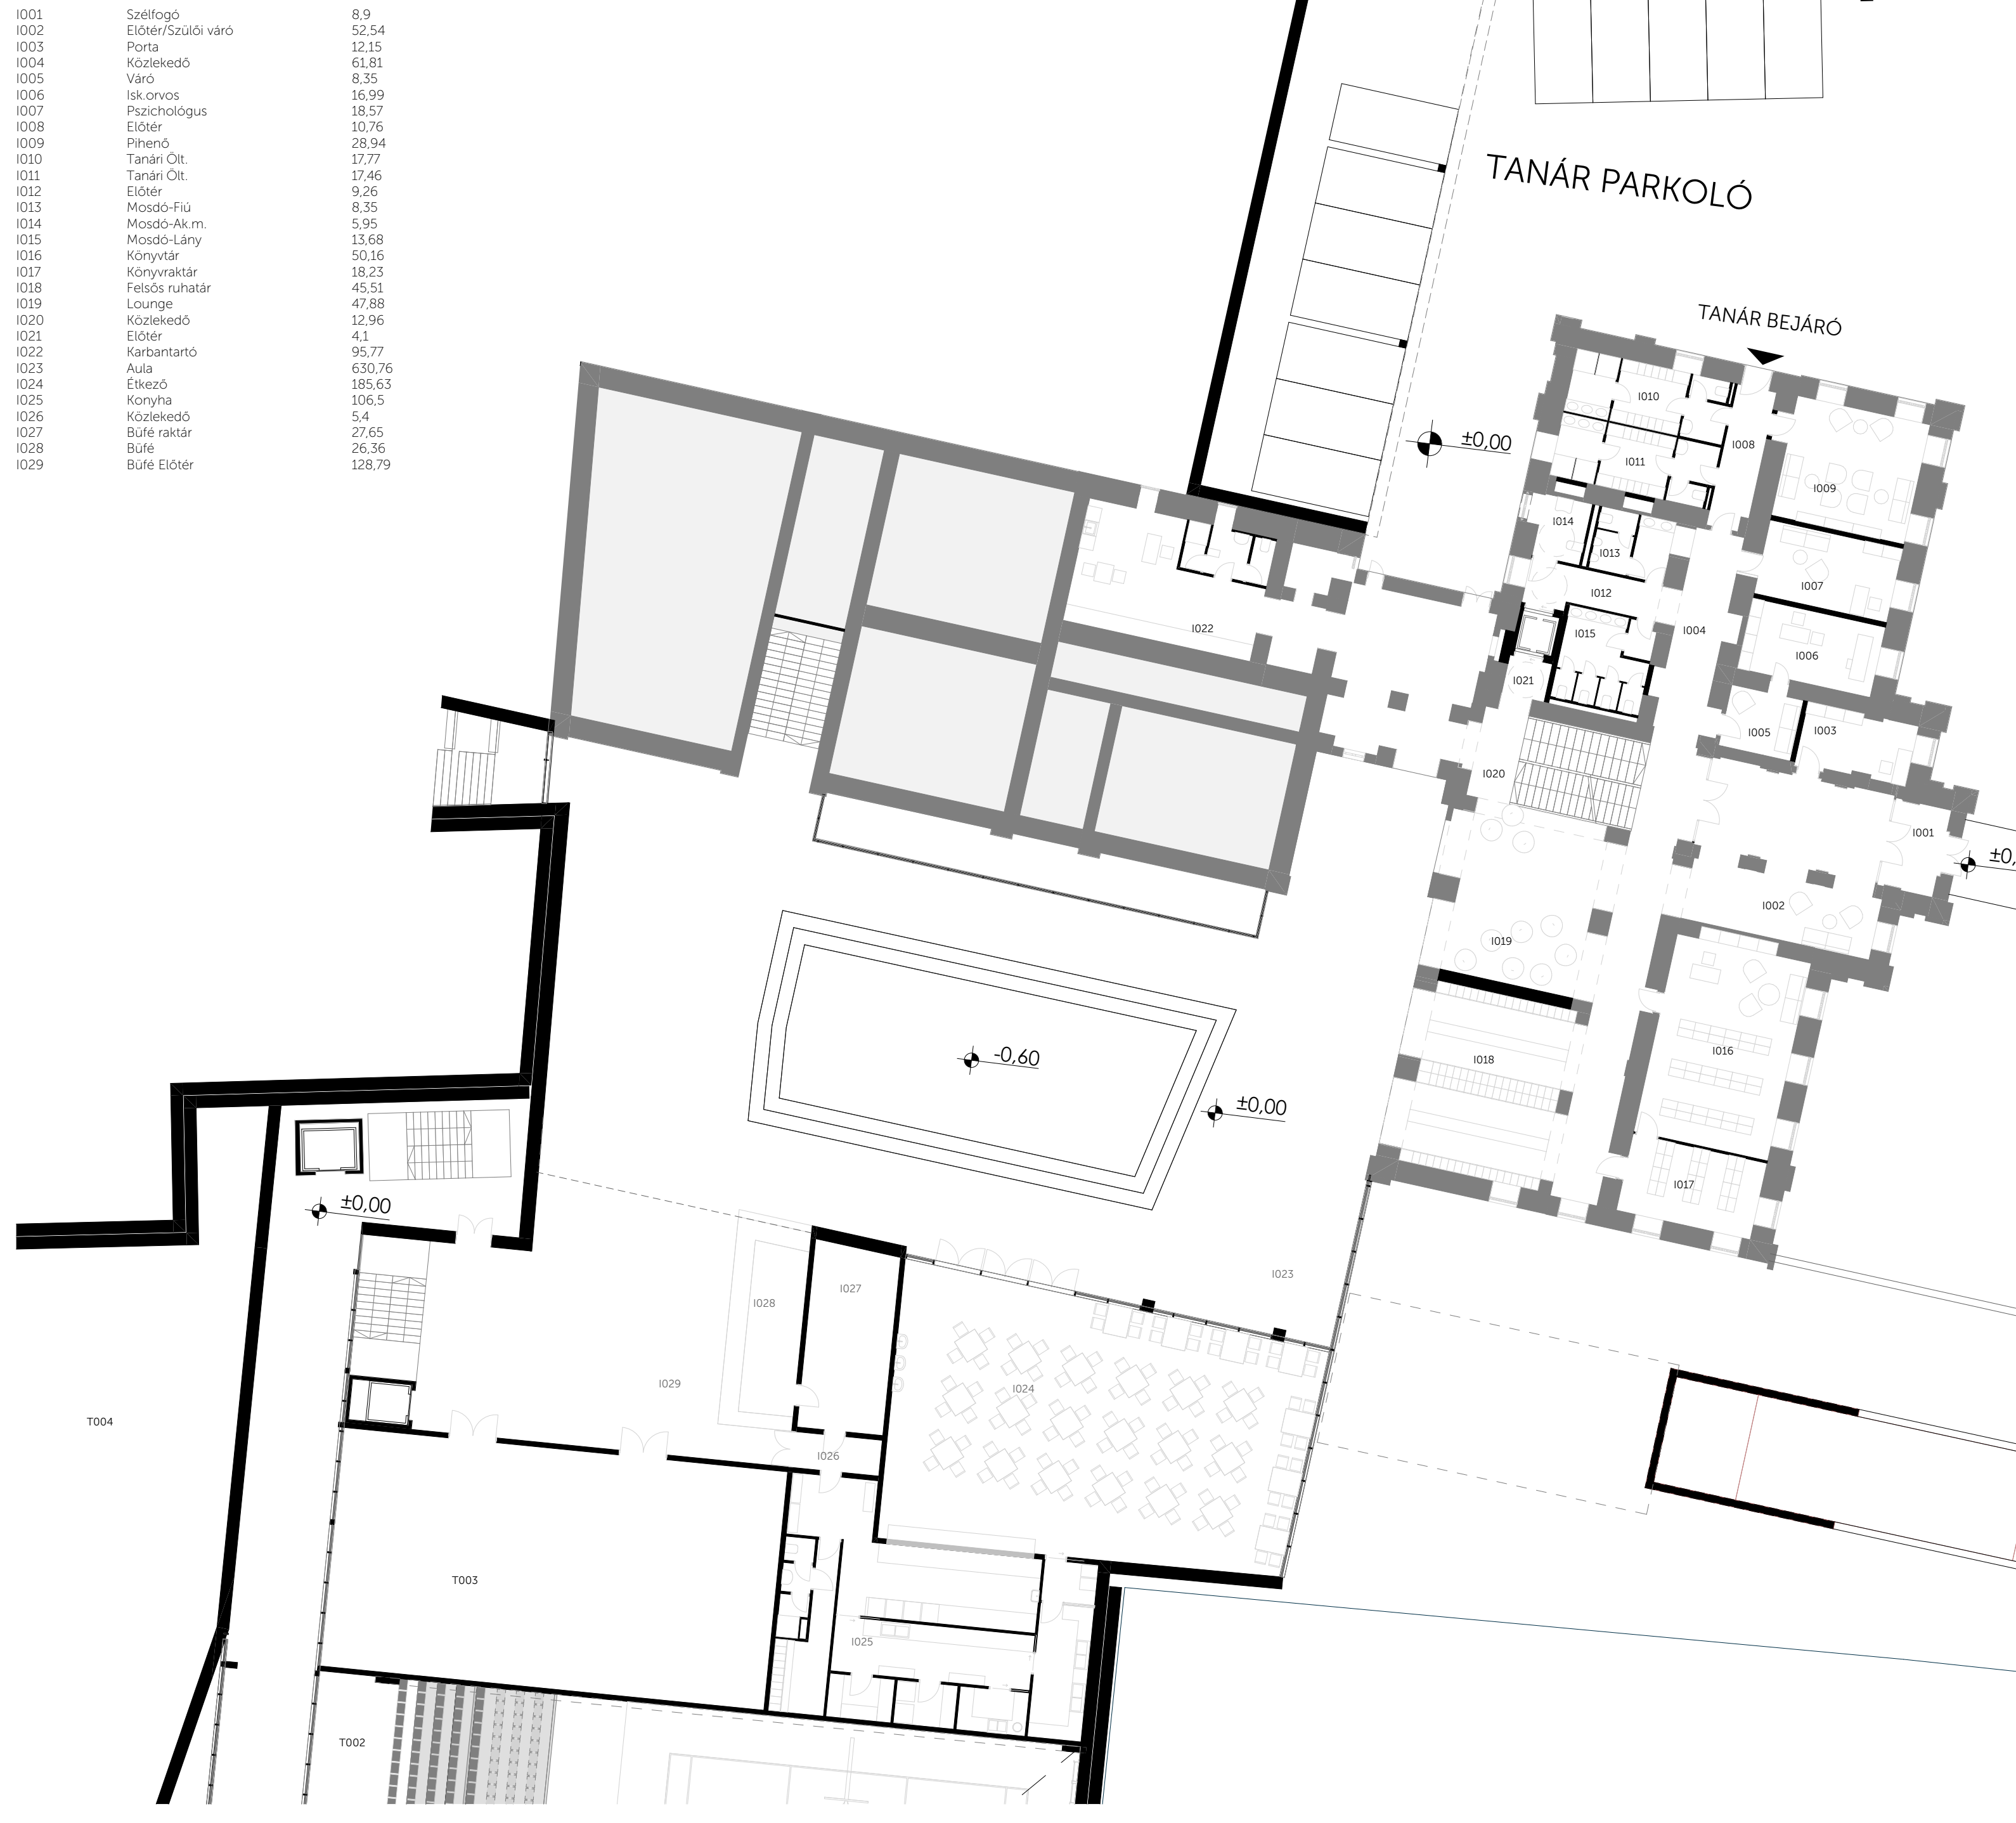 I001 Szélfogó 8,9
I002 Előtér/Szülői váró 52,54
I003 Porta 12,15
I004 Közlekedő 61,81
I005 Váró 8,35
I006 Isk.orvos 16,99
I007 Pszichológus 18,57
I008 Előtér 10,76
I009 Pihenő 28,94
I010 Tanári Ölt. 17,77
I011 Tanári Ölt. 17,46
I012 Előtér 9,26
I013 Mosdó-Fiú 8,35
I014 Mosdó-Ak.m. 5,95
I015 Mosdó-Lány 13,68
I016 Könyvtár 50,16
I017 Könyvraktár 18,23
I018 Felsős ruhatár 45,51
I019 Lounge 47,88
I020 Közlekedő 12,96
I021 Előtér 4,1
I022 Karbantartó 95,77
I023 Aula 630,76
I024 Étkező 185,63
I025 Konyha 106,5
I026 Közlekedő 5,4
I027 Büfé raktár 27,65
I028 Büfé 26,36
I029 Büfé Előtér 128,79
TANÁR PARKOLÓ
TANÁR BEJÁRÓ
±0,00
I010
I008
I011
I009
I014
I013
I007
I012
I022
I015
I004
I006
I021
I005
I003
I020
I001
±0,
I002
I019
-0,60
I016
I018
±0,00
I017
±0,00
I023
I027
I028
I029
I024
T004
I026
T003
I025
T002